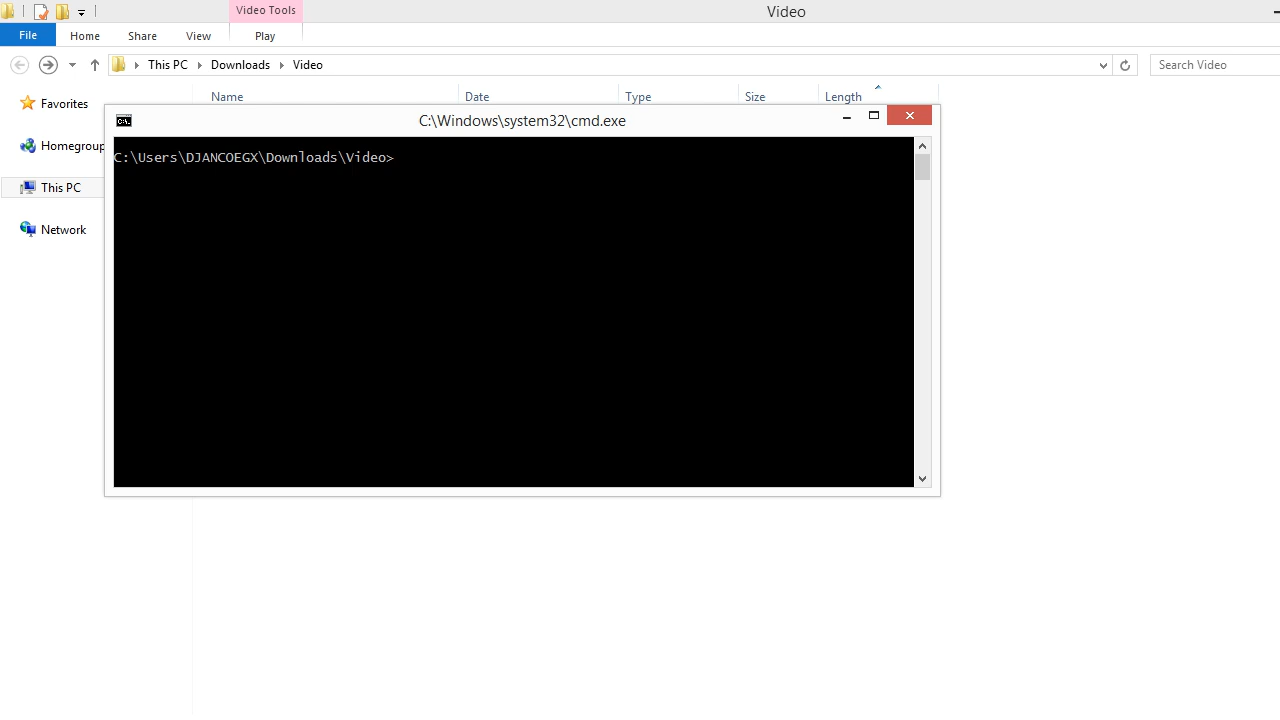 Video Tools
Video
File
Home
Share
View
Play
This PC
Downloads
Video
Search Video
Favorites
Homegroup
This PC
Network
Name
Date
Type
Size
Length
C:\.
C:\Windows\system32\cmd.exe
C:\Users\DJANCOEGX\Downloads\Video>